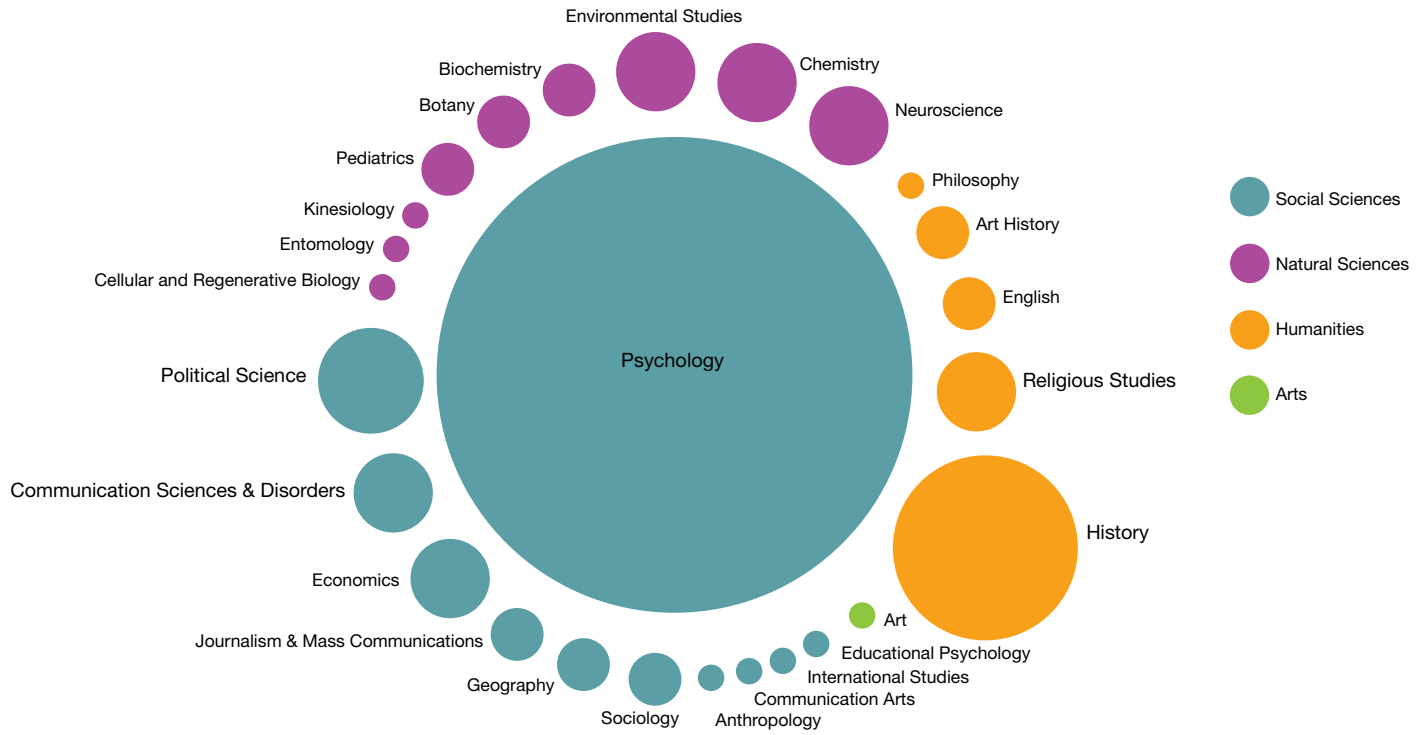 Environmental Studies
Chemistry
Biochemistry
Botany
Neuroscience
Pediatrics
Philosophy
Kinesiology
Art History
Entomology
Cellular and Regenerative Biology
English
Psychology
Political Science
Religious Studies
Communication Sciences & Disorders
History
Economics
Art
Journalism & Mass Communications
Educational Psychology
International Studies
Geography
Communication Arts
Sociology
Anthropology
Social Sciences
Natural Sciences
Humanities
Arts